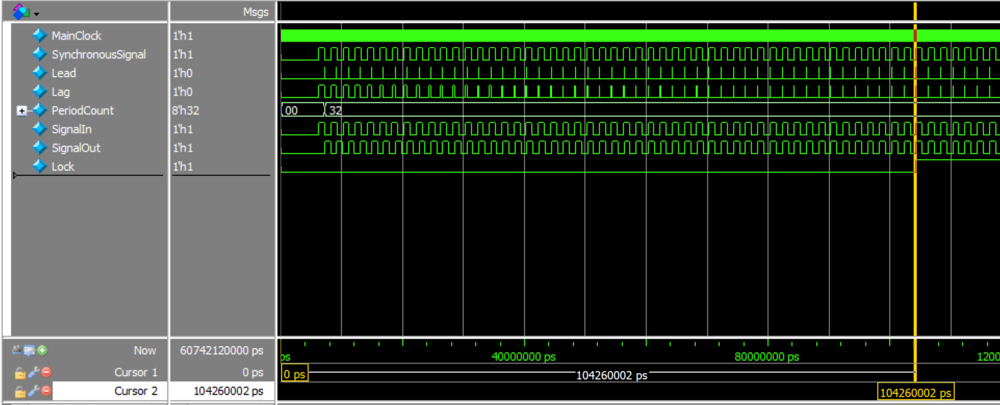 Msgs
MainClock 1'h1
SynchronousSignal 1'h1
Lead 1'h0
Lag 1'h0
PeriodCount 8'h32 00 32
SignalIn 1'h1
SignalOut 1'h1
Lock 1'h1
Now 60742120000 ps ps 40000000 ps 80000000 ps 1200
Cursor 1 0 ps 0 ps 104260002 ps
Cursor 2 104260002 ps 104260002 ps